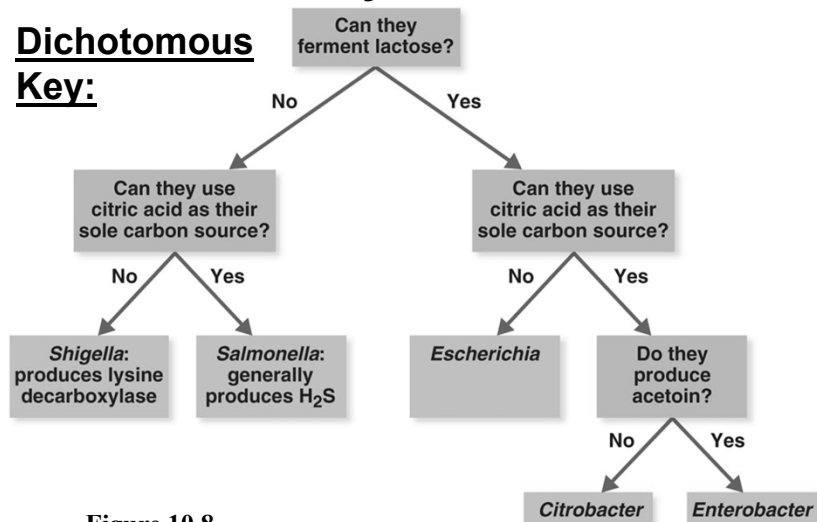 Dichotomous
Key:
Can they
ferment lactose?
No
Yes
Can they use
citric acid as their
sole carbon source?
Can they use
citric acid as their
sole carbon source?
No
Yes
No
Yes
Shigella:
produces lysine
decarboxylase
Salmonella:
generally
produces H₂S
Escherichia
Do they
produce
acetoin?
No
Yes
Citrobacter
Enterobacter
Figure 10.8